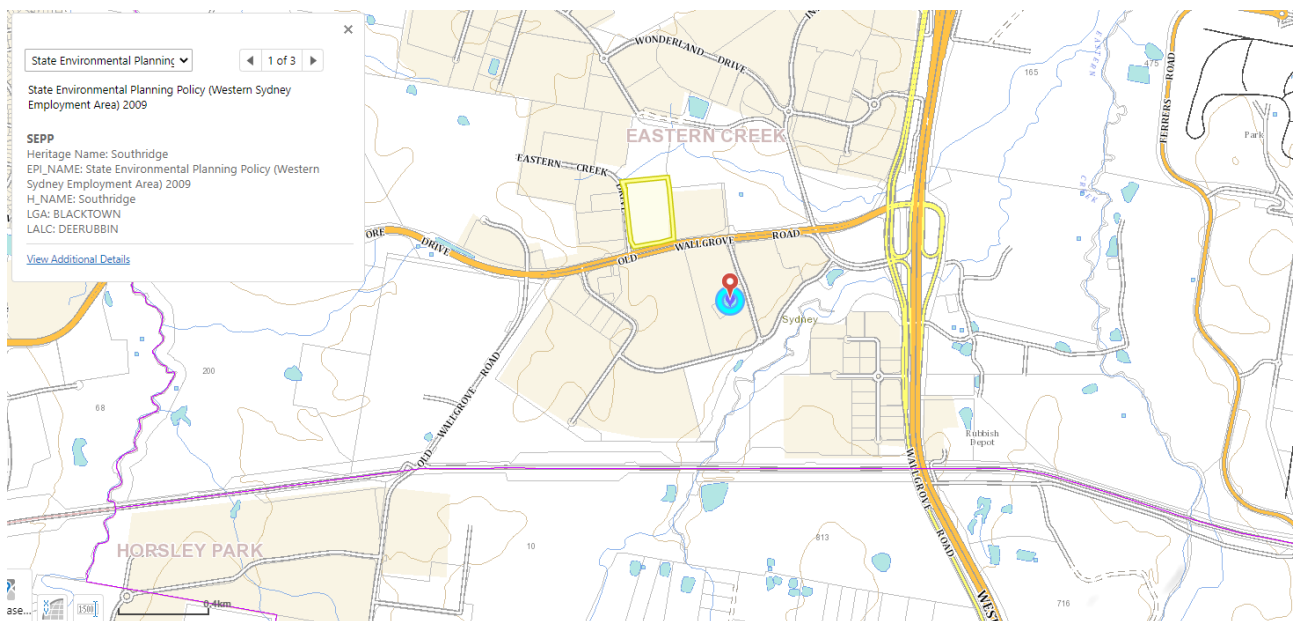 State Environmental Planning
1 of 3
State Environmental Planning Policy (Western Sydney
Employment Area) 2009
SEPP
Heritage Name: Southridge
EPI_NAME: State Environmental Planning Policy (Western
Sydney Employment Area) 2009
H_NAME: Southridge
LGA: BLACKTOWN
LALC: DEERUBBIN
View Additional Details
WONDERLAND
DRIVE
EASTERN
CREEK
165
475
FERRERS ROAD
Park
EASTERN CREEK
EASTERN CREEK
DRIVE
ORE
DRIVE
OLD
WALLGROVE
ROAD
Sydney
200
68
OLD
WALLGROVE
ROAD
Rubbish
Depot
WALLGROVE
ROAD
HORSLEY PARK
10
813
716
WEST
0.4km
ase...
1500